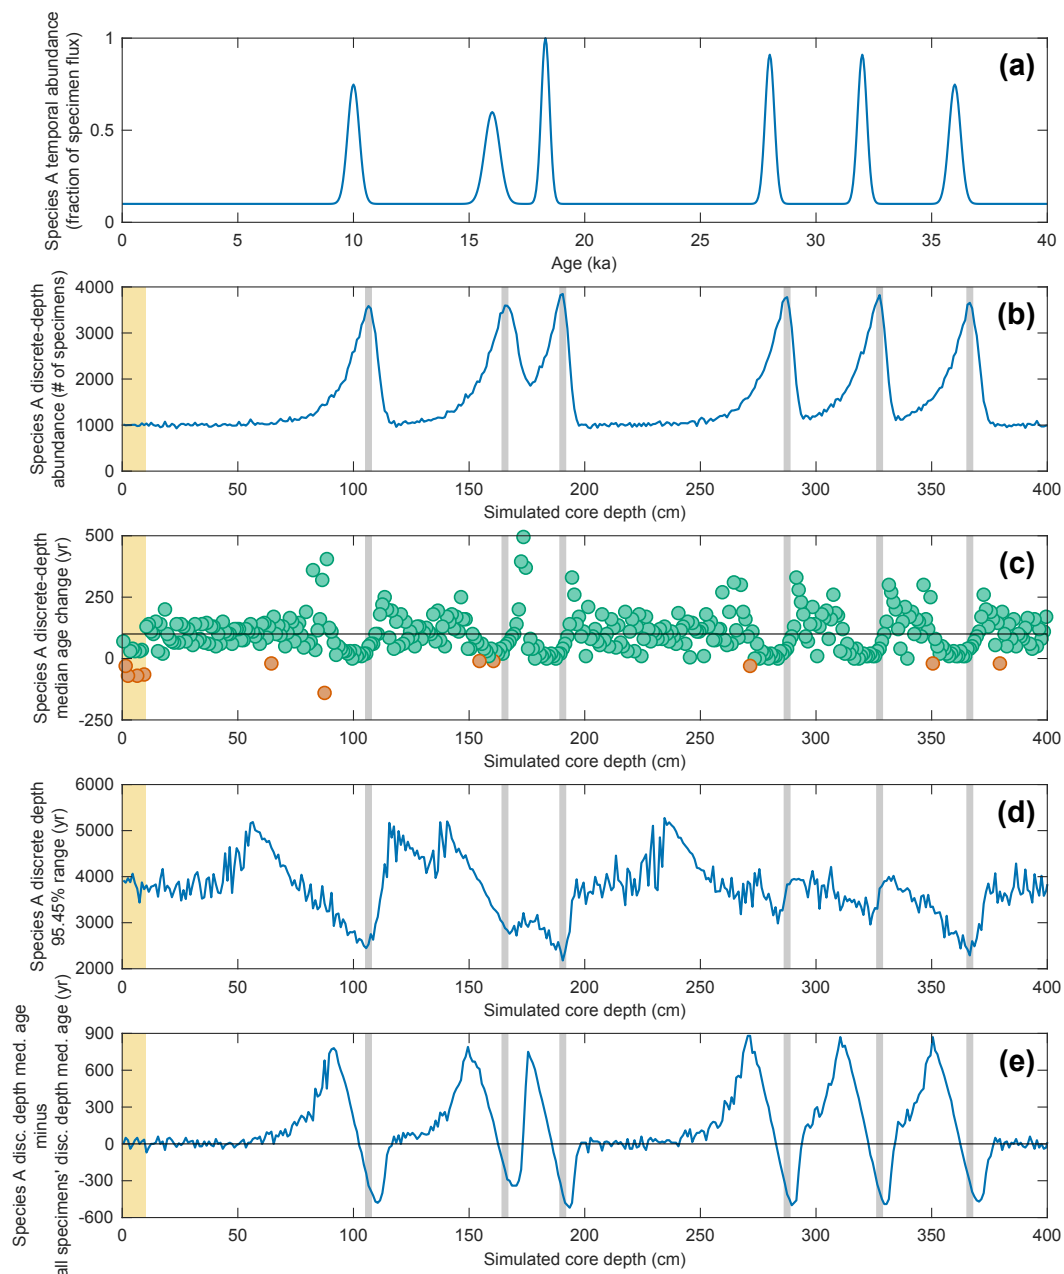 Species A temporal abundance
(fraction of specimen flux)
1
0.5
0
(a)
0 5 10 15 20 25 30 35 40
Age (ka)
Species A discrete-depth
abundance (# of specimens)
4000
3000
2000
1000
0
(b)
0 50 100 150 200 250 300 350 400
Simulated core depth (cm)
Species A discrete-depth
median age change (yr)
500
250
0
-250
(c)
0 50 100 150 200 250 300 350 400
Simulated core depth (cm)
Species A discrete depth
95.45% range (yr)
6000
5000
4000
3000
2000
(d)
0 50 100 150 200 250 300 350 400
Simulated core depth (cm)
Species A disc. depth med. age
minus
all specimens' disc. depth med. age (yr)
900
600
300
0
-300
-600
(e)
0 50 100 150 200 250 300 350 400
Simulated core depth (cm)